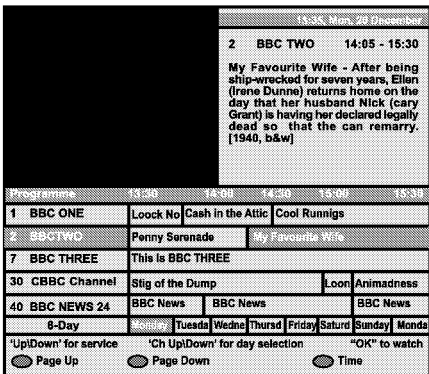 13:35, Mon, 20 December
2 BBC TWO 14:05 - 15:30
My Favourite Wife - After being
ship-wrecked for seven years, Ellen
(Irene Dunne) returns home on the
day that her husband Nick (cary
Grant) is having her declared legally
dead so that the can remarry.
[1940, b&w]
Programme 13:30 14:00 14:30 15:00 15:30
1 BBC ONE Loock No Cash in the Attic Cool Runnigs
2 BBCTWO Penny Serenade My Favourite Wife
7 BBC THREE This is BBC THREE
30 CBBC Channel Stig of the Dump Loon Animadness
40 BBC NEWS 24 BBC News BBC News BBC News
6-Day Monday Tuesda Wedne Thursd Friday Saturd Sunday Monda
'Up\Down' for service 'Ch Up\Down' for day selection "OK" to watch
Page Up Page Down Time